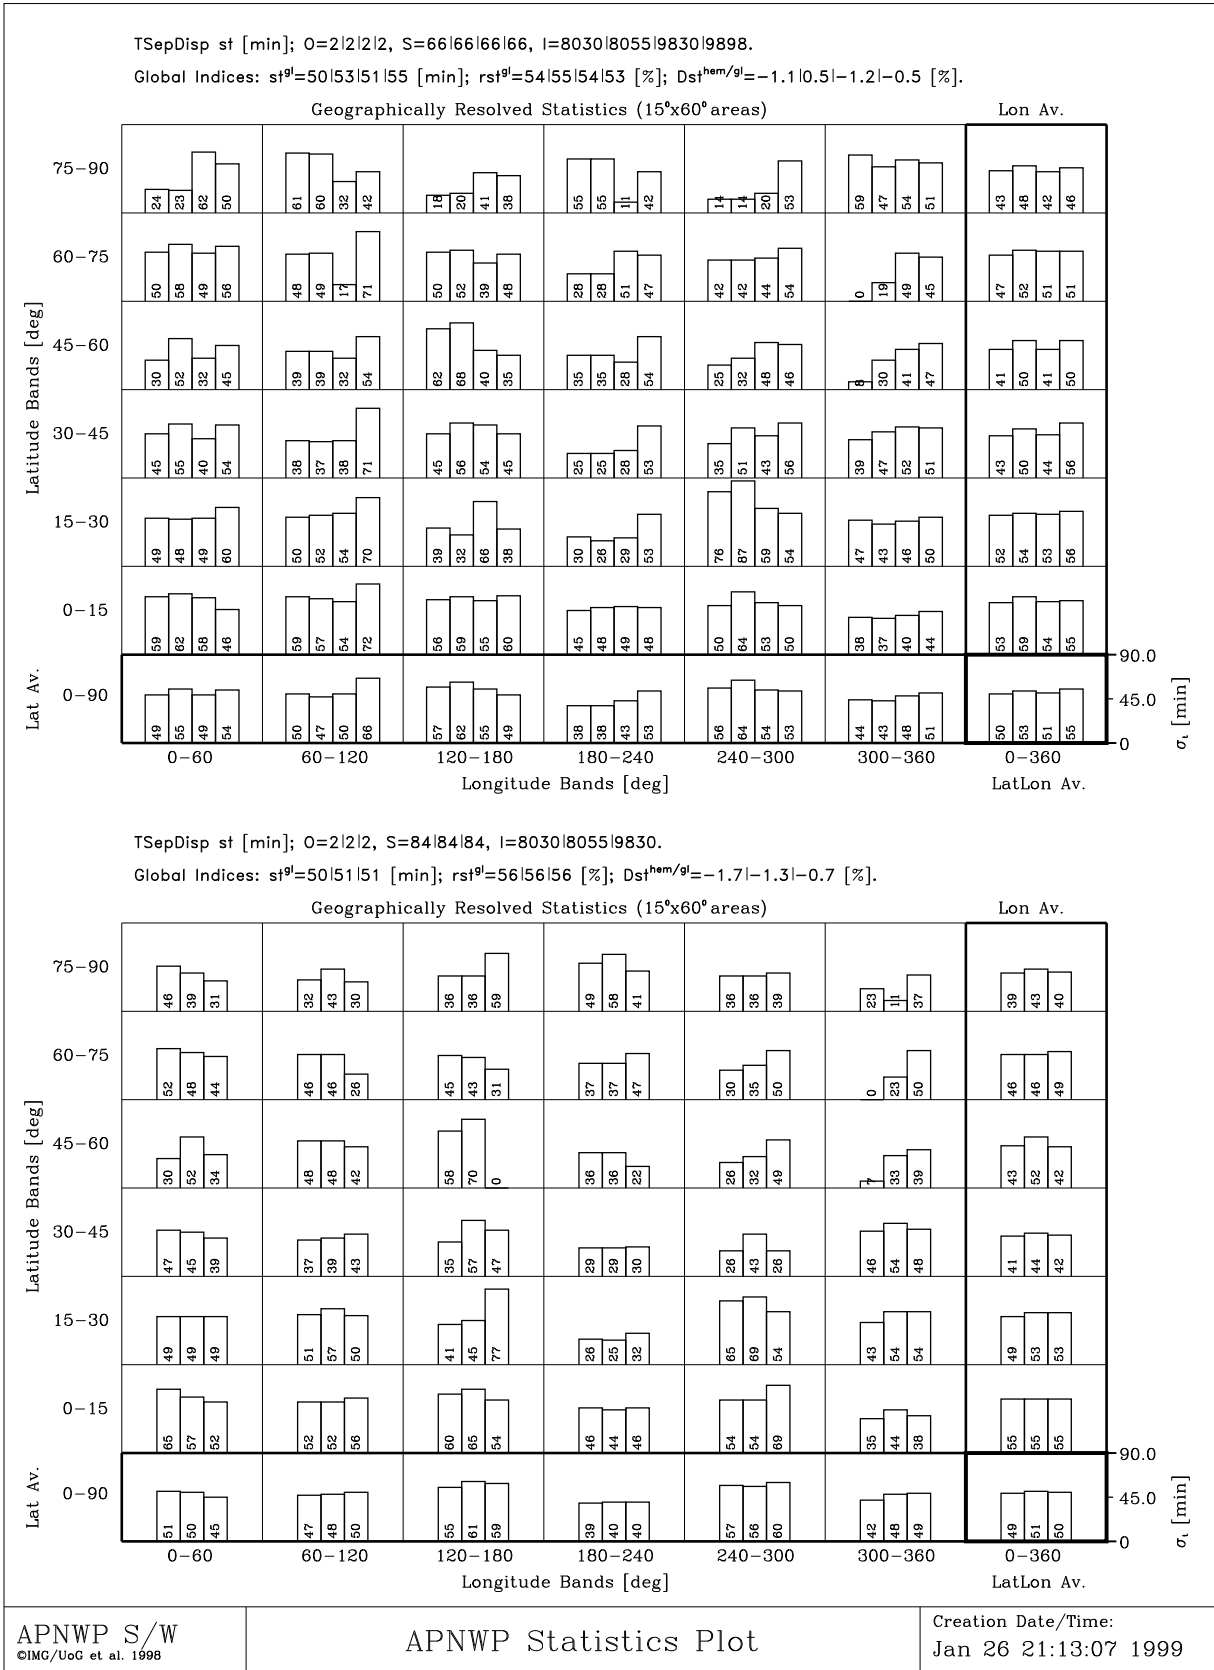 TSepDisp st [min]; O=2|2|2|2, S=66|66|66|66, I=8030|8055|9830|9898.
Global Indices: st^gl=50|53|51|55 [min]; rst^gl=54|55|54|53 [%]; Dst^hem/gl=−1.1|0.5|−1.2|−0.5 [%].
Geographically Resolved Statistics (15°x60° areas) Lon Av.
75−90 24 23 62 50 61 60 32 42 18 20 41 38 55 55 11 42 14 14 20 53 59 47 54 51 43 48 42 46
60−75 50 58 49 56 48 49 17 71 50 52 39 48 28 28 51 47 42 42 44 54 0 19 49 45 47 52 51 51
45−60 30 52 32 45 39 39 32 54 62 68 40 35 35 35 28 54 25 32 48 46 8 30 41 47 41 50 41 50
30−45 45 55 40 54 38 37 38 71 45 56 54 45 25 25 28 53 35 51 43 56 39 47 52 51 43 50 44 56
15−30 49 48 49 60 50 52 54 70 39 32 66 38 30 26 29 53 76 87 59 54 47 43 46 50 52 54 53 56
0−15 59 62 58 46 59 57 54 72 56 59 55 60 45 48 49 48 50 64 53 50 38 37 40 44 53 59 54 55
Latitude Bands [deg]
0−90 49 55 49 54 50 47 50 66 57 62 55 49 38 38 43 53 56 64 54 53 44 43 48 51 50 53 51 55
Lat Av.
90.0
45.0
0
σι [min]
0−60 60−120 120−180 180−240 240−300 300−360 0−360
Longitude Bands [deg] LatLon Av.
TSepDisp st [min]; O=2|2|2, S=84|84|84, I=8030|8055|9830.
Global Indices: st^gl=50|51|51 [min]; rst^gl=56|56|56 [%]; Dst^hem/gl=−1.7|−1.3|−0.7 [%].
Geographically Resolved Statistics (15°x60° areas) Lon Av.
75−90 46 39 31 32 43 30 36 36 59 49 58 41 36 36 39 23 11 37 39 43 40
60−75 52 48 44 46 46 26 45 43 31 37 37 47 30 35 50 0 23 50 46 46 49
45−60 30 52 34 48 48 42 58 70 0 36 36 22 26 32 49 7 33 39 43 52 42
30−45 47 45 39 37 39 43 35 57 47 29 29 30 26 43 26 46 54 48 41 44 42
15−30 49 49 49 51 57 50 41 45 77 26 25 32 65 69 54 43 54 54 49 53 53
0−15 65 57 52 52 52 56 60 65 54 46 44 46 54 54 69 35 44 38 55 55 55
Latitude Bands [deg]
0−90 51 50 45 47 48 50 55 61 59 39 40 40 57 56 60 42 48 49 49 51 50
Lat Av.
90.0
45.0
0
σι [min]
0−60 60−120 120−180 180−240 240−300 300−360 0−360
Longitude Bands [deg] LatLon Av.
APNWP S/W
©IMG/UoG et al. 1998
APNWP Statistics Plot
Creation Date/Time:
Jan 26 21:13:07 1999